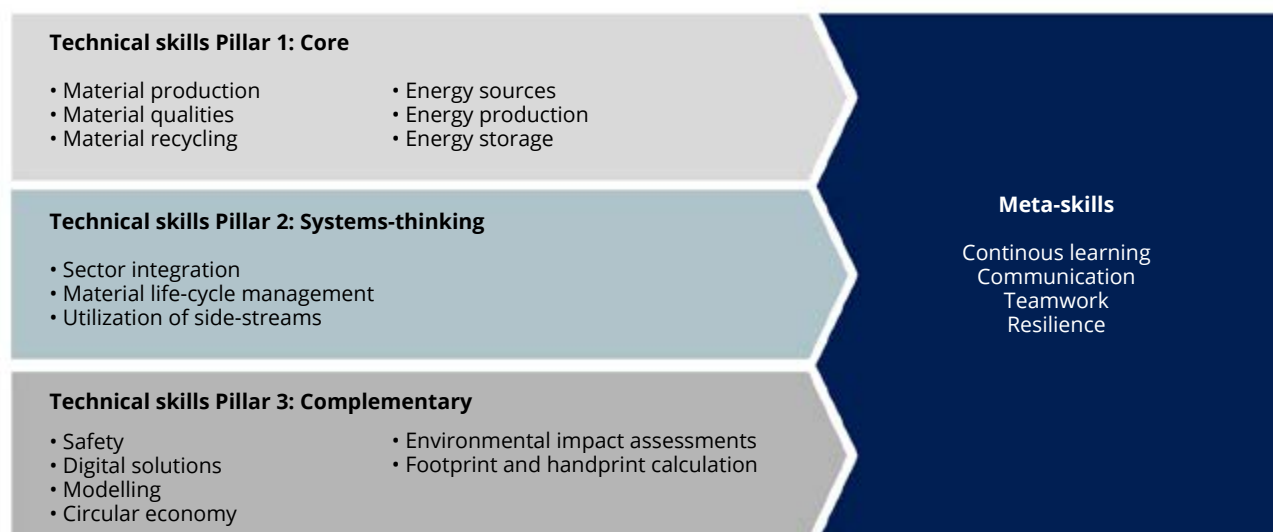 Technical skills Pillar 1: Core
• Material production
• Material qualities
• Material recycling
• Energy sources
• Energy production
• Energy storage
Technical skills Pillar 2: Systems-thinking
• Sector integration
• Material life-cycle management
• Utilization of side-streams
Technical skills Pillar 3: Complementary
• Safety
• Digital solutions
• Modelling
• Circular economy
• Environmental impact assessments
• Footprint and handprint calculation
Meta-skills
Continous learning
Communication
Teamwork
Resilience